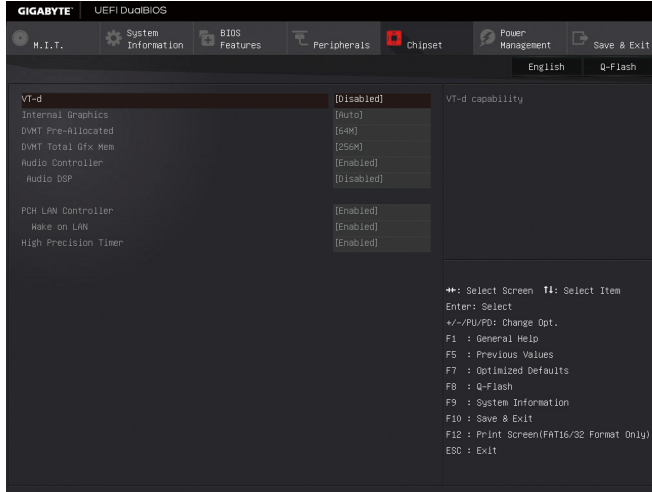 GIGABYTE™ UEFI DualBIOS
M.I.T. System Information BIOS Features Peripherals Chipset Power Management Save & Exit
English Q-Flash
VT-d [Disabled] VT-d capability
Internal Graphics [Auto]
DVMT Pre-Allocated [64M]
DVMT Total Gfx Mem [256M]
Audio Controller [Enabled]
Audio DSP [Disabled]
PCH LAN Controller [Enabled]
Wake on LAN [Enabled]
High Precision Timer [Enabled]
→←: Select Screen ↑↓: Select Item
Enter: Select
+/-/PU/PD: Change Opt.
F1 : General Help
F5 : Previous Values
F7 : Optimized Defaults
F8 : Q-Flash
F9 : System Information
F10 : Save & Exit
F12 : Print Screen(FAT16/32 Format Only)
ESC : Exit